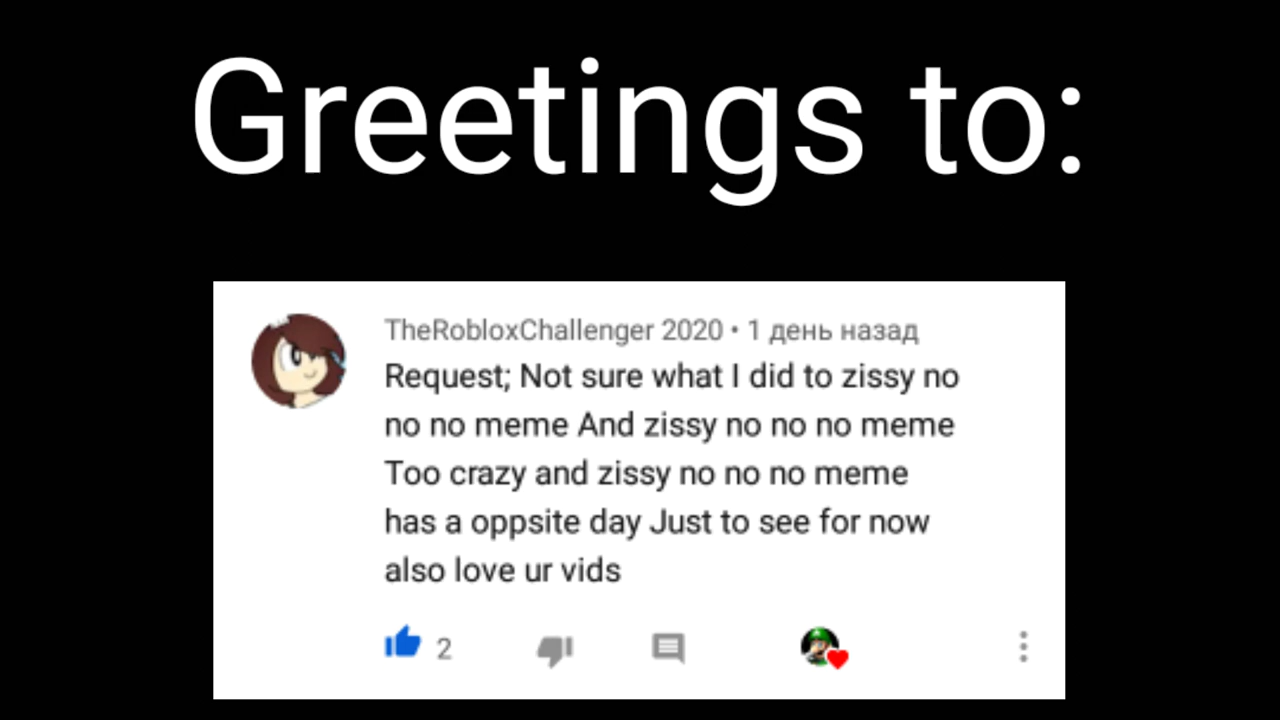 Greetings to:
TheRobloxChallenger 2020 • 1 день назад
Request; Not sure what I did to zissy no
no no meme And zissy no no no meme
Too crazy and zissy no no no meme
has a oppsite day Just to see for now
also love ur vids
2